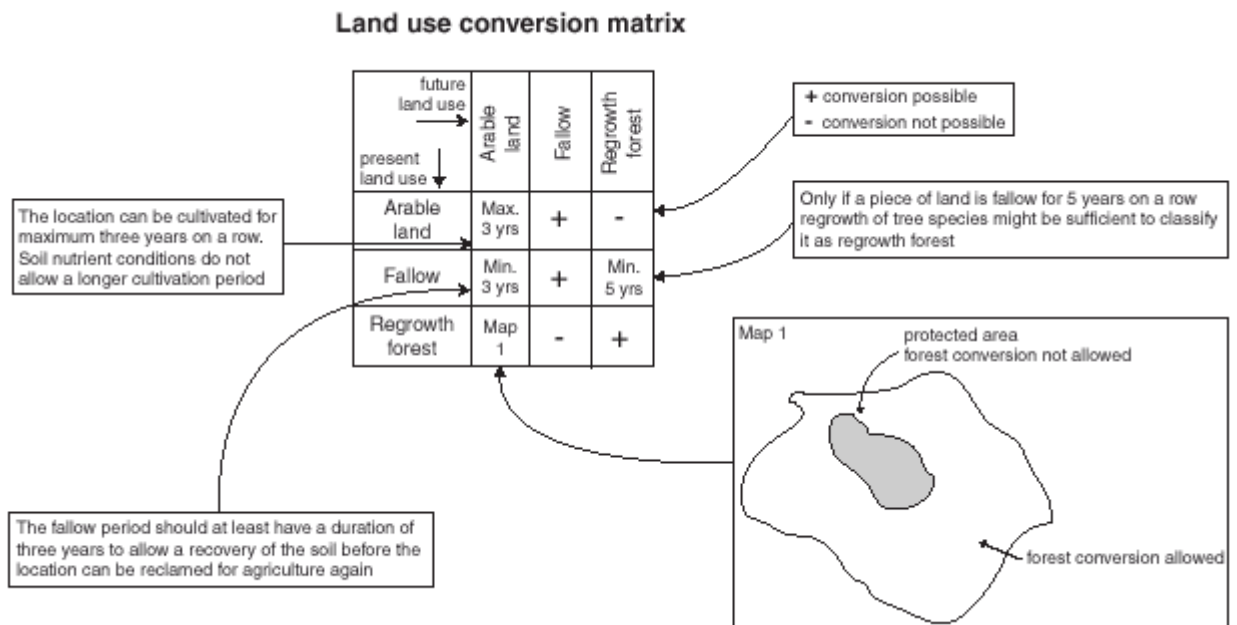 Land use conversion matrix
future
land use
present
land use
Arable
land
Fallow
Regrowth
forest
Arable
land
Max.
3 yrs
+
-
Fallow
Min.
3 yrs
+
Min.
5 yrs
Regrowth
forest
Map
1
-
+
+ conversion possible
- conversion not possible
The location can be cultivated for
maximum three years on a row.
Soil nutrient conditions do not
allow a longer cultivation period
Only if a piece of land is fallow for 5 years on a row
regrowth of tree species might be sufficient to classify
it as regrowth forest
The fallow period should at least have a duration of
three years to allow a recovery of the soil before the
location can be reclamed for agriculture again
Map 1
protected area
forest conversion not allowed
forest conversion allowed